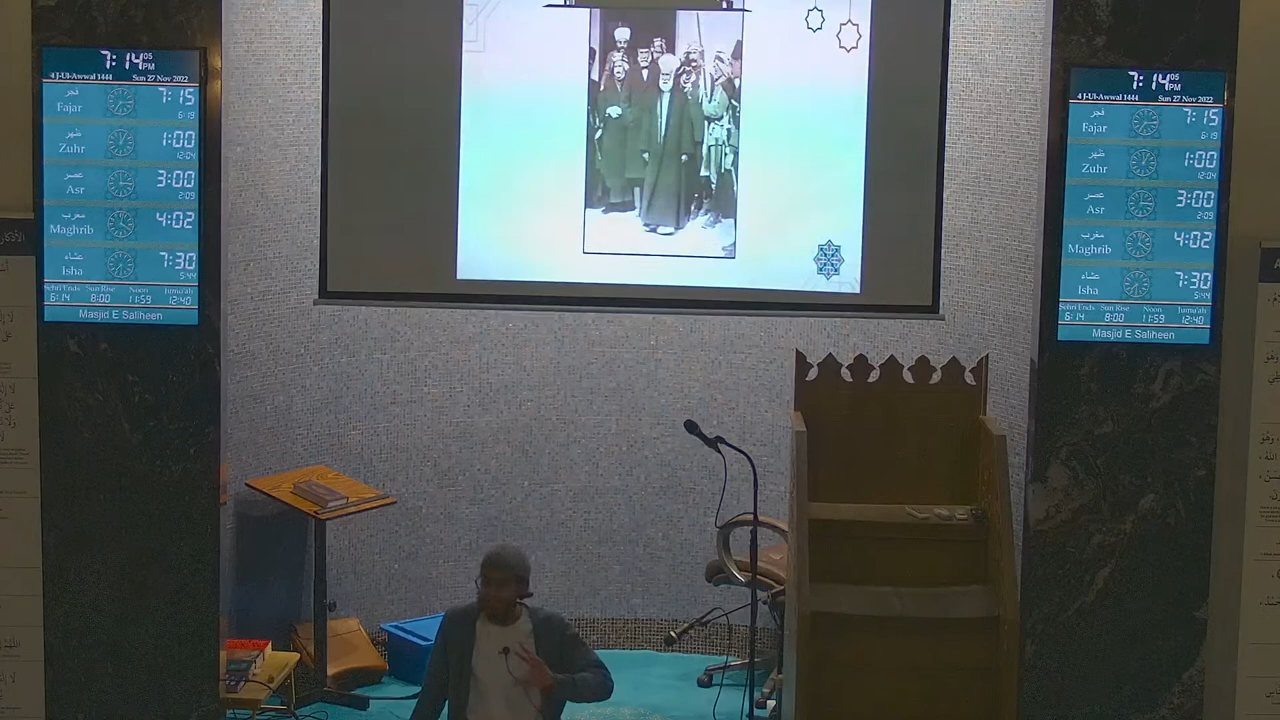 7:14 05 PM
4 J-Ul-Awwal 1444 Sun 27 Nov 2022
فجر
Fajar
7:15
6:19
ظهر
Zuhr
1:00
12:04
عصر
Asr
3:00
2:09
مغرب
Maghrib
4:02
عشاء
Isha
7:30
5:44
Sehri Ends Sun Rise Noon Juma'ah
6:14 8:00 11:59 12:40
Masjid E Saliheen
7:14 05 PM
4 J-Ul-Awwal 1444 Sun 27 Nov 2022
فجر
Fajar
7:15
6:19
ظهر
Zuhr
1:00
12:04
عصر
Asr
3:00
2:09
مغرب
Maghrib
4:02
عشاء
Isha
7:30
5:44
Sehri Ends Sun Rise Noon Juma'ah
6:14 8:00 11:59 12:40
Masjid E Saliheen